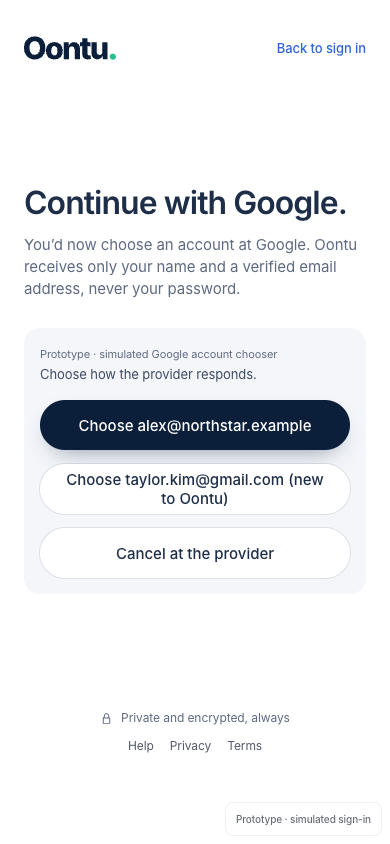 Oontu.
Back to sign in
Continue with Google.
You’d now choose an account at Google. Oontu
receives only your name and a verified email
address, never your password.
Prototype · simulated Google account chooser
Choose how the provider responds.
Choose alex@northstar.example
Choose taylor.kim@gmail.com (new
to Oontu)
Cancel at the provider
Private and encrypted, always
Help Privacy Terms
Prototype · simulated sign-in